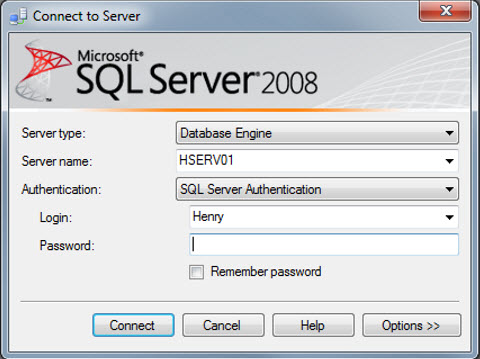 Connect to Server
Microsoft®
SQL Server® 2008
Server type: Database Engine
Server name: HSERV01
Authentication: SQL Server Authentication
Login: Henry
Password:
Remember password
Connect Cancel Help Options >>